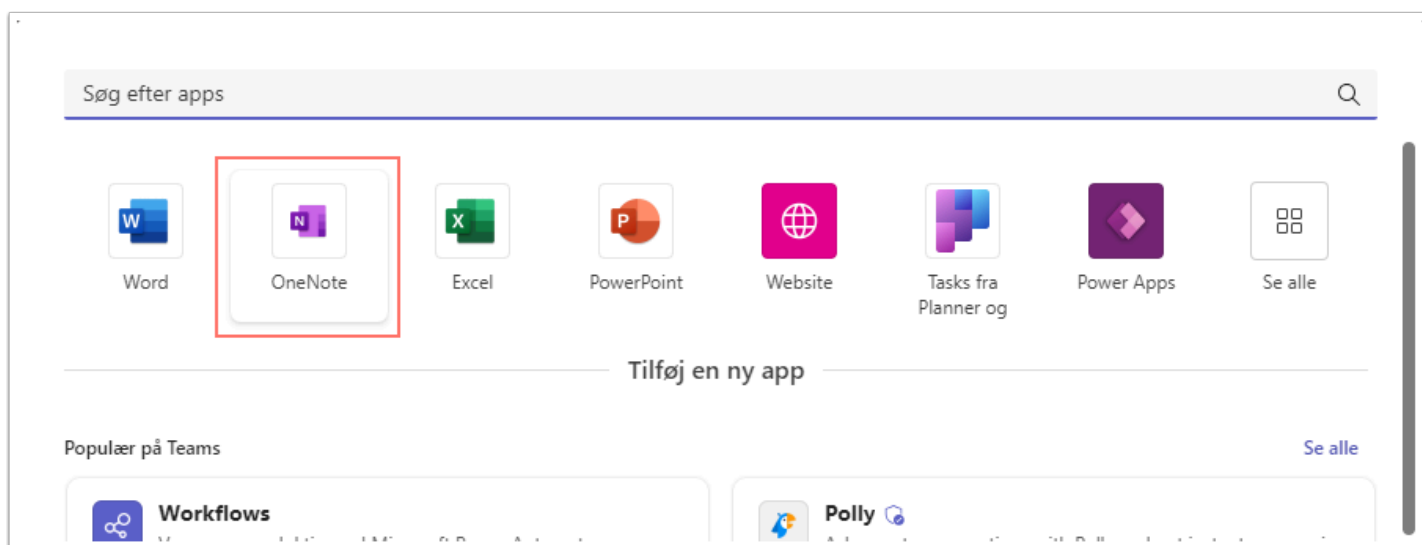 Søg efter apps
Word
OneNote
Excel
PowerPoint
Website
Tasks fra
Planner og
Power Apps
Se alle
Tilføj en ny app
Populær på Teams
Se alle
Workflows
Polly